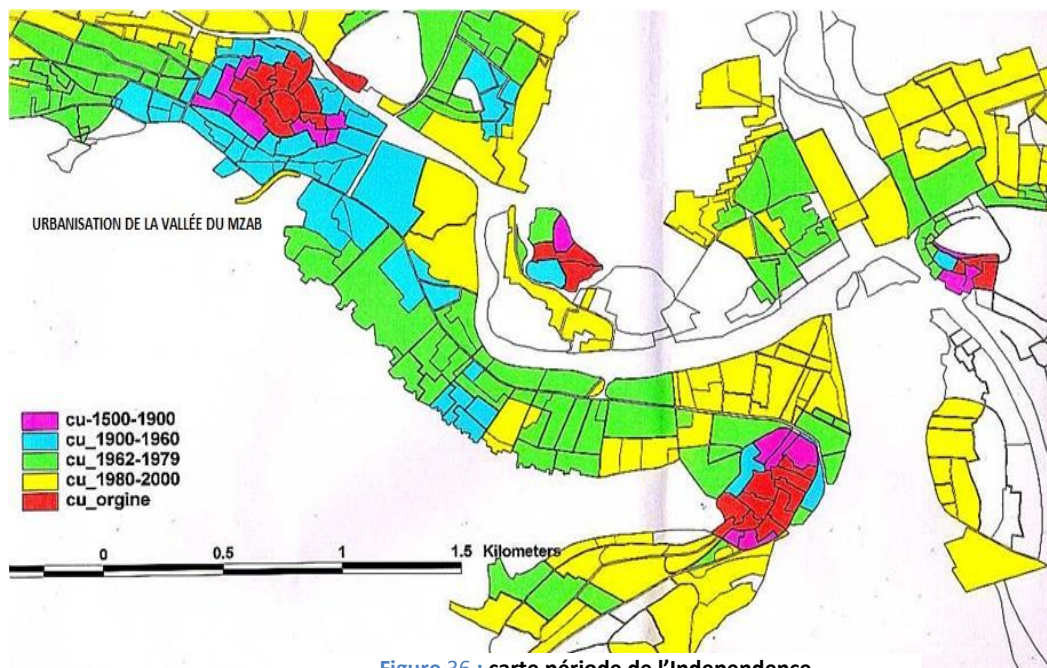 URBANISATION DE LA VALLÉE DU MZAB
cu-1500-1900
cu_1900-1960
cu_1962-1979
cu_1980-2000
cu_orgine
0 0.5 1 1.5 Kilometers
Figure 36 : carte période de l’Independence